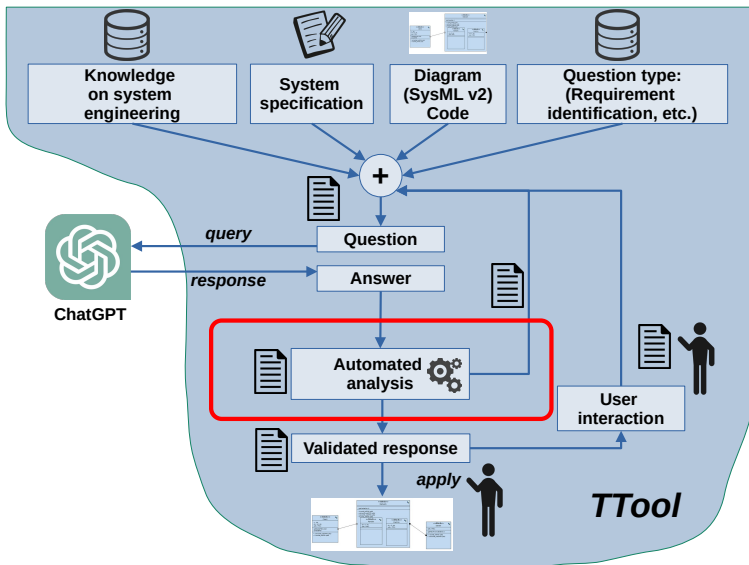 Knowledge
on system
engineering
System
specification
Diagram
(SysML v2)
Code
Question type:
(Requirement
identification, etc.)
+
query
Question
response
Answer
ChatGPT
Automated
analysis
User
interaction
Validated response
apply
TTool